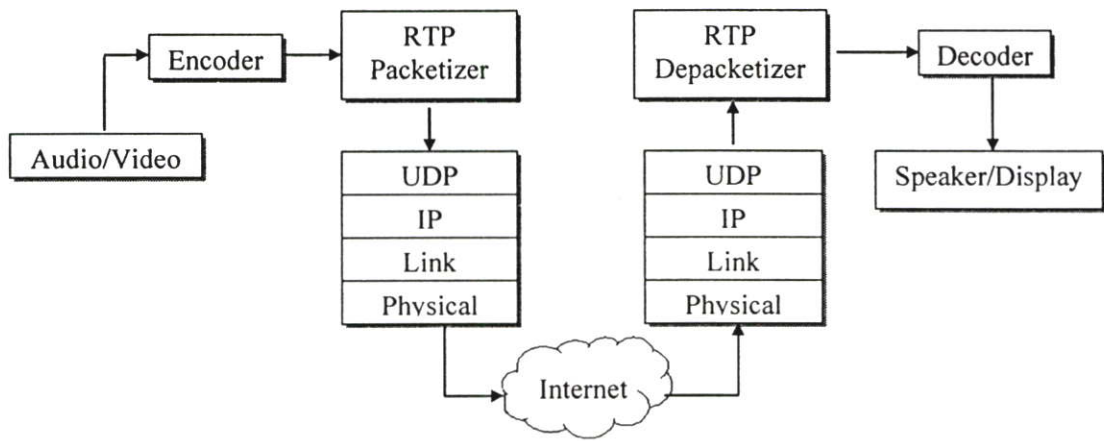 Audio/Video
Encoder
RTP
Packetizer
UDP
IP
Link
Physical
Internet
RTP
Depacketizer
UDP
IP
Link
Physical
Decoder
Speaker/Display